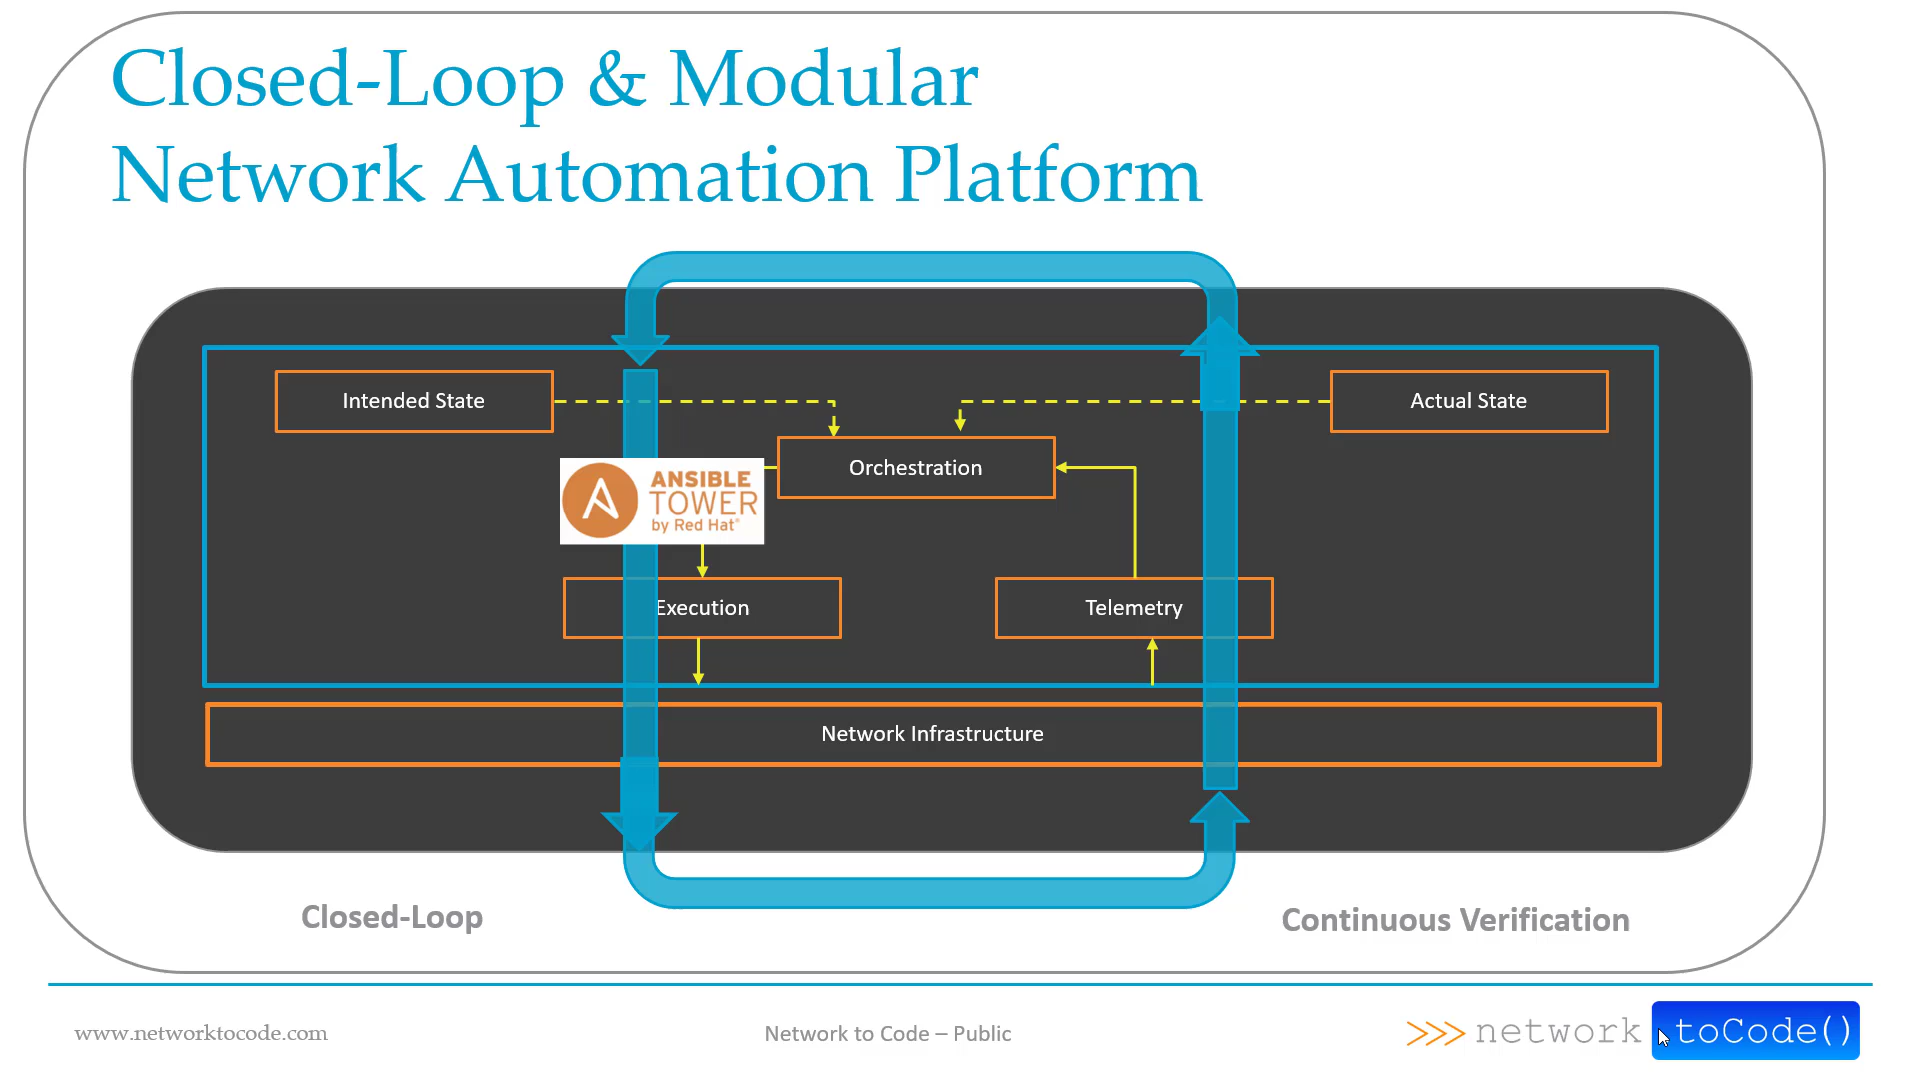 Closed-Loop & Modular
Network Automation Platform
Intended State
Actual State
Orchestration
ANSIBLE
TOWER
by Red Hat®
Execution
Telemetry
Network Infrastructure
Closed-Loop
Continuous Verification
www.networktocode.com
Network to Code – Public
>>> network toCode()